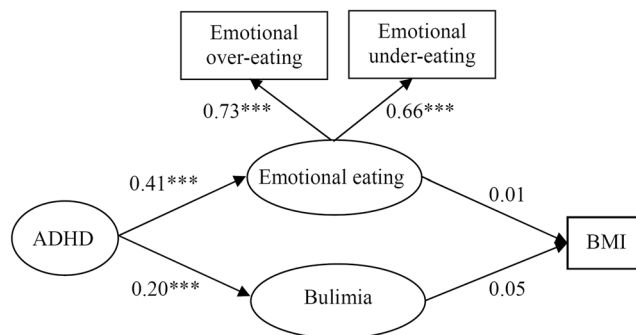 Emotional
over-eating
Emotional
under-eating
0.73***
0.66***
0.41***
Emotional eating
0.01
ADHD
BMI
0.20***
Bulimia
0.05